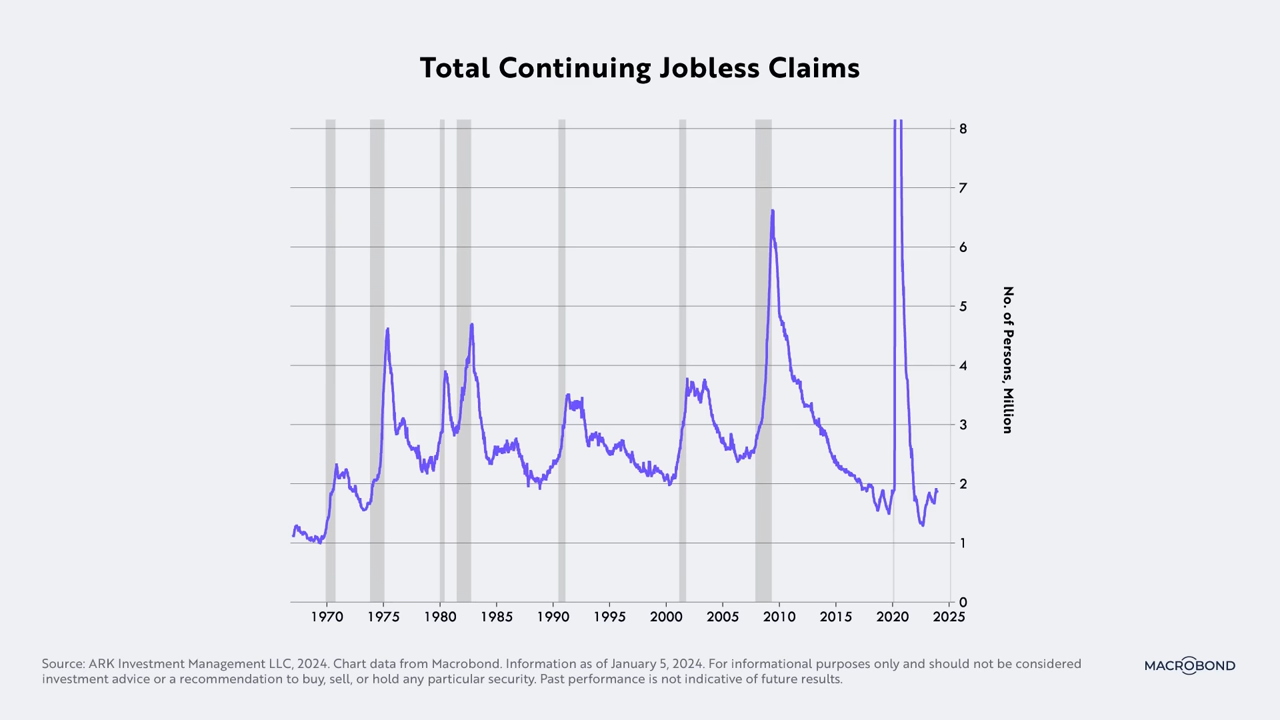 Total Continuing Jobless Claims
8
7
6
5
4
3
2
1
0
No. of Persons, Million
1970 1975 1980 1985 1990 1995 2000 2005 2010 2015 2020 2025
Source: ARK Investment Management LLC, 2024. Chart data from Macrobond. Information as of January 5, 2024. For informational purposes only and should not be considered
investment advice or a recommendation to buy, sell, or hold any particular security. Past performance is not indicative of future results.
MACROBOND